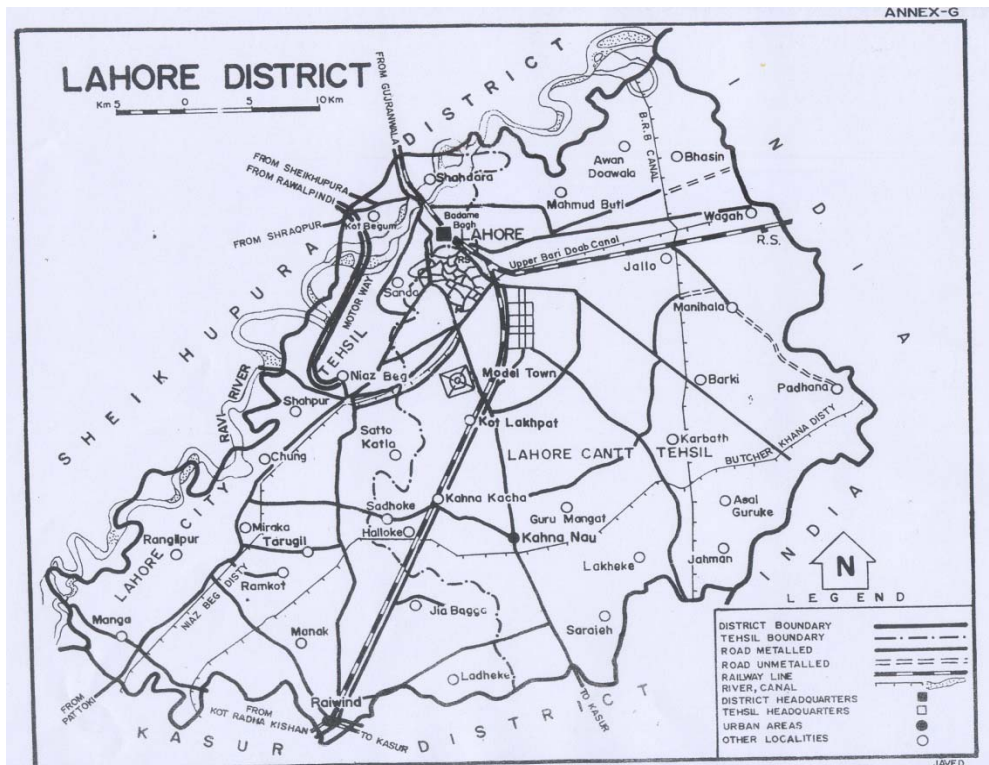 ANNEX-G
LAHORE DISTRICT
Km 5 0 5 10 Km
FROM GUJRANWALA
FROM SHEIKHUPURA
FROM RAWALPINDI
FROM SHRAQPUR
SHEIKHUPURA DISTRICT
INDIA
INDIA
B.R.B CANAL
Awan
Doawala
Bhasin
Shahdara
Mahmud Buti
Wagah
Kot Begum
Badame
Bagh
LAHORE
R.S.
Upper Bari Doab Canal
R.S.
Jallo
Sanda
MOTOR WAY
TEHSIL
Manihala
Niaz Beg
Model Town
Barki
Padhana
RAVI RIVER
Shahpur
Kot Lakhpat
Satto
Katla
LAHORE CANTT TEHSIL
Karbath
BUTCHER KHANA DISTY
Chung
Kahna Kacha
Asal
Guruke
Sadhoke
Guru Mangat
LAHORE CITY
Miraka
Halloke
Kahna Nau
Rangilpur
Tarugil
Lakheke
Jahman
N
Ramkot
NIAZ BEG DISTY
Jia Bagga
Manga
Saraieh
Manak
Ladheke
Raiwind
FROM
PATTOKI
FROM
KOT RADHA KISHAN
TO KASUR
TO KASUR
KASUR DISTRICT
LEGEND
DISTRICT BOUNDARY
TEHSIL BOUNDARY
ROAD METALLED
ROAD UNMETALLED
RAILWAY LINE
RIVER, CANAL
DISTRICT HEADQUARTERS
TEHSIL HEADQUARTERS
URBAN AREAS
OTHER LOCALITIES
JAVED